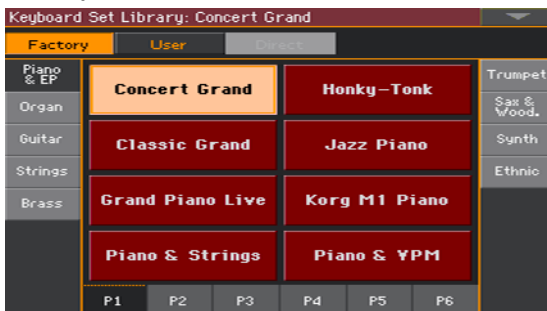 Keyboard Set Library: Concert Grand
Factory
User
Direct
Piano
& EP
Organ
Guitar
Strings
Brass
Concert Grand
Honky-Tonk
Classic Grand
Jazz Piano
Grand Piano Live
Korg M1 Piano
Piano & Strings
Piano & VPM
Trumpet
Sax &
Wood.
Synth
Ethnic
P1
P2
P3
P4
P5
P6